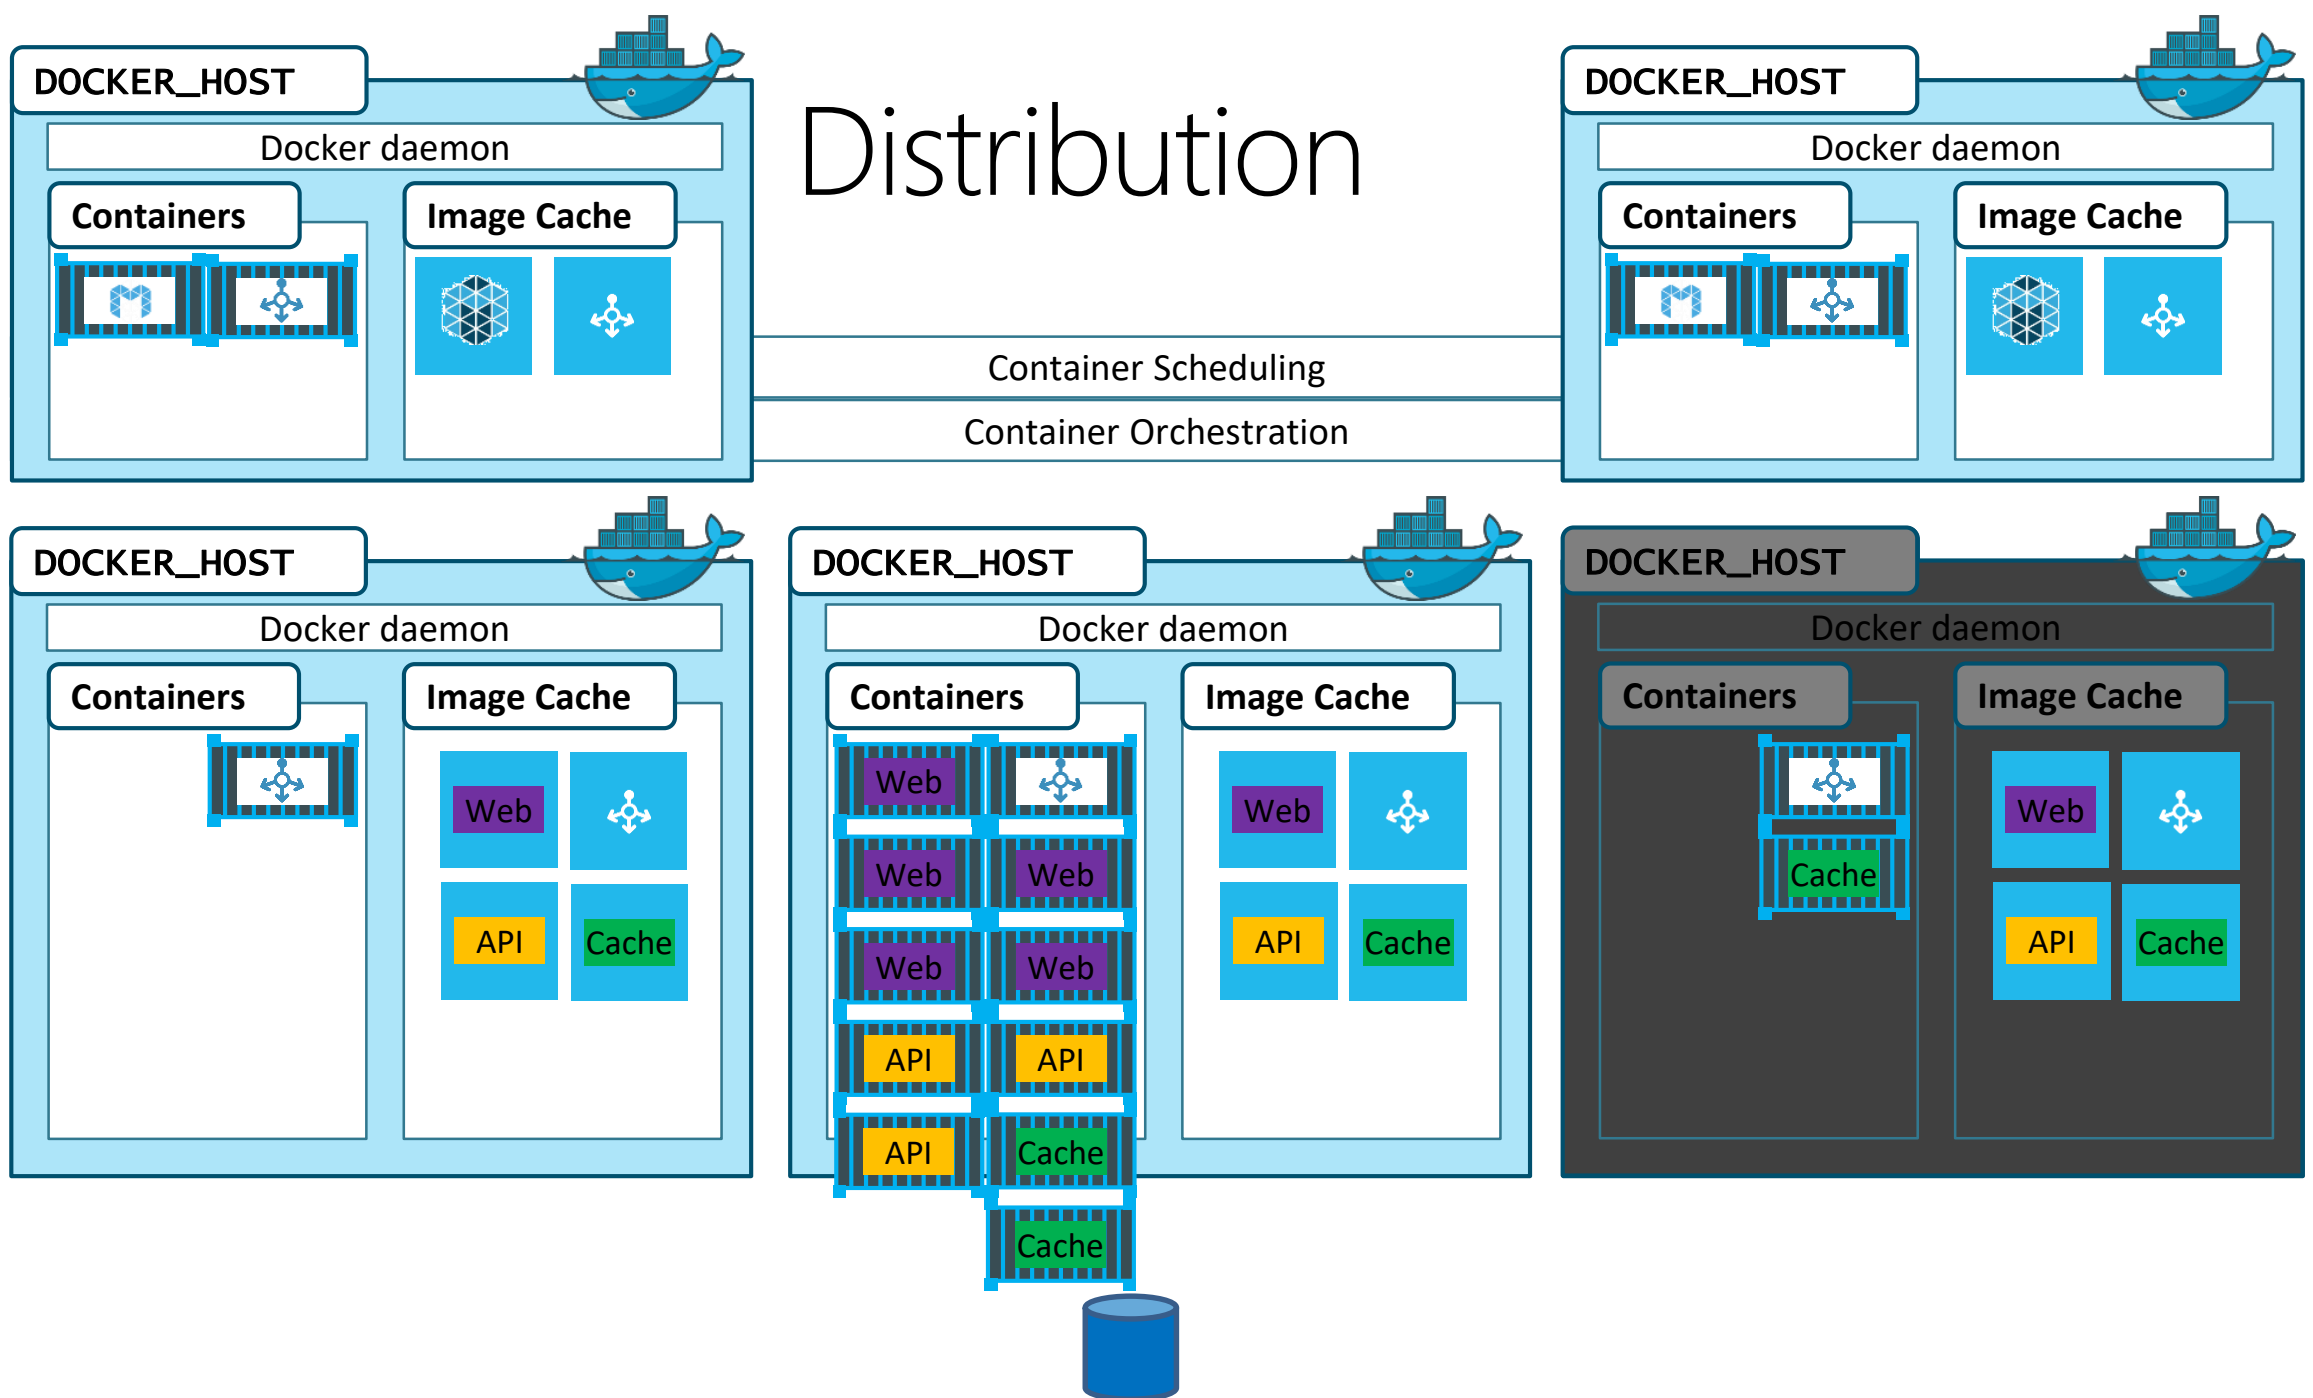 Distribution
DOCKER_HOST
Docker daemon
Containers
Image Cache
DOCKER_HOST
Docker daemon
Containers
Image Cache
Container Scheduling
Container Orchestration
DOCKER_HOST
Docker daemon
Containers
Image Cache
Web
API
Cache
DOCKER_HOST
Docker daemon
Containers
Image Cache
Web
Web
Web
Web
Web
API
API
API
Cache
Cache
Web
API
Cache
DOCKER_HOST
Docker daemon
Containers
Image Cache
Cache
Web
API
Cache